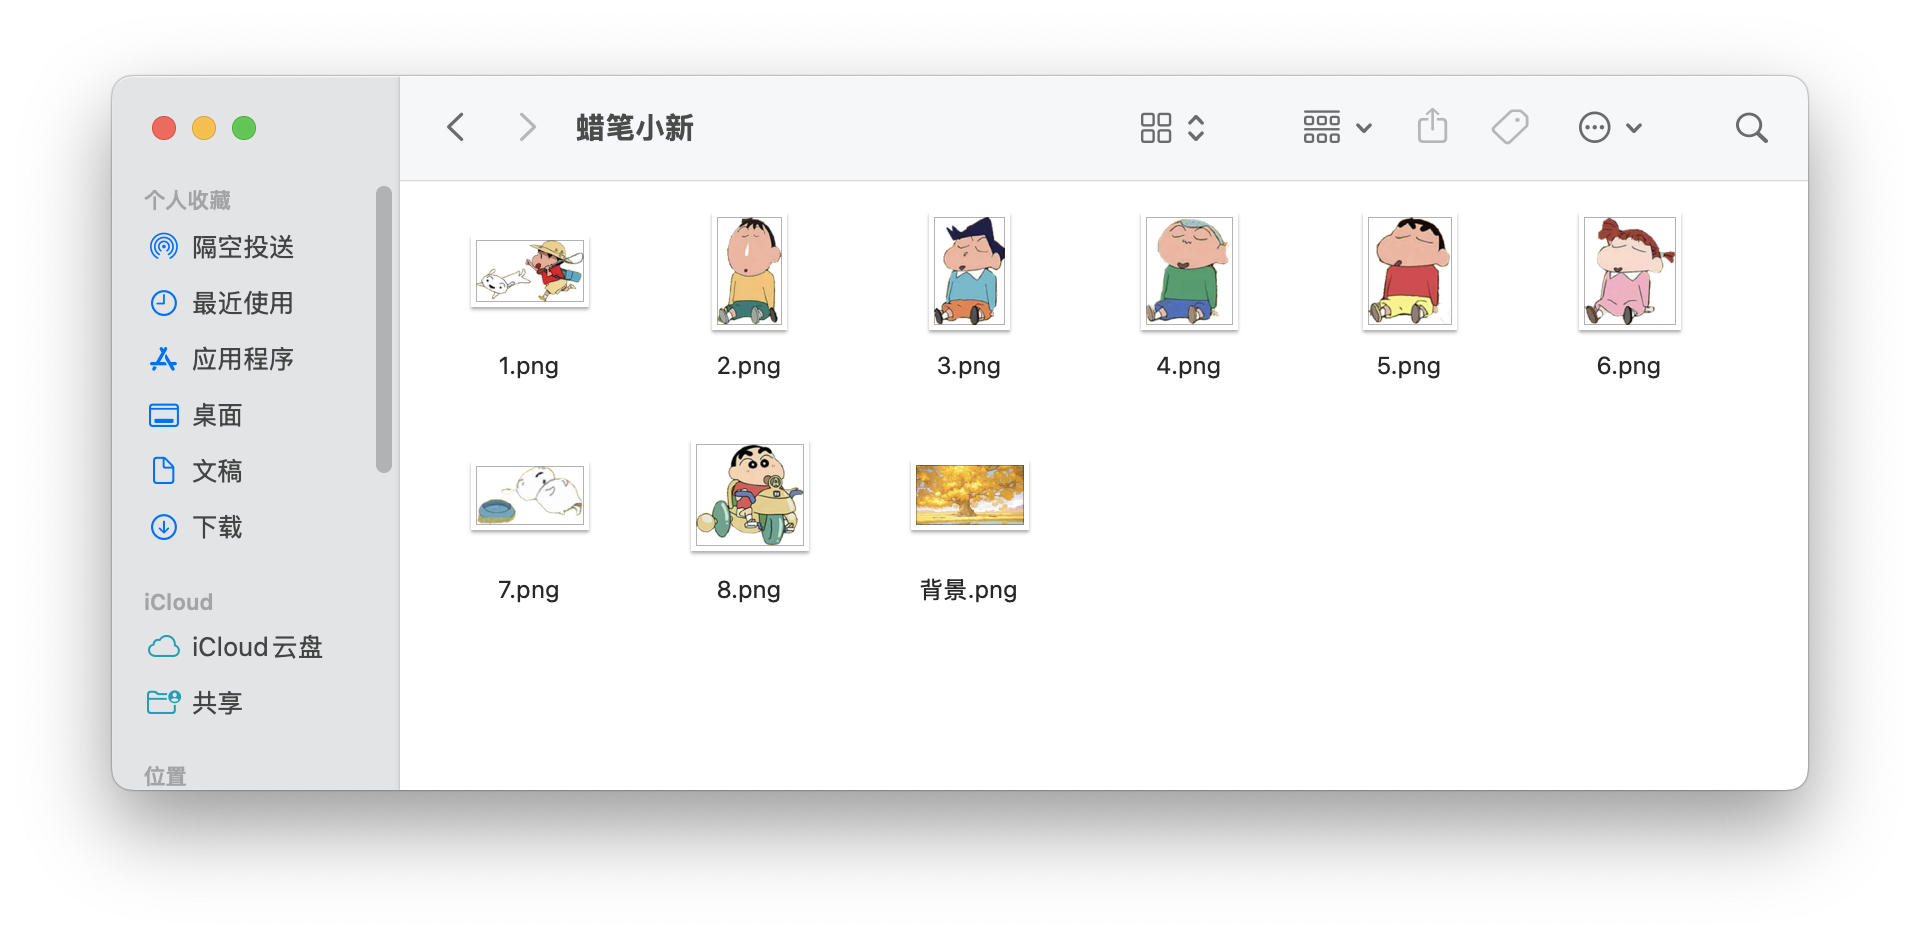 蜡笔小新
个人收藏
隔空投送
最近使用
应用程序
桌面
文稿
下载
iCloud
iCloud云盘
共享
位置
1.png
2.png
3.png
4.png
5.png
6.png
7.png
8.png
背景.png